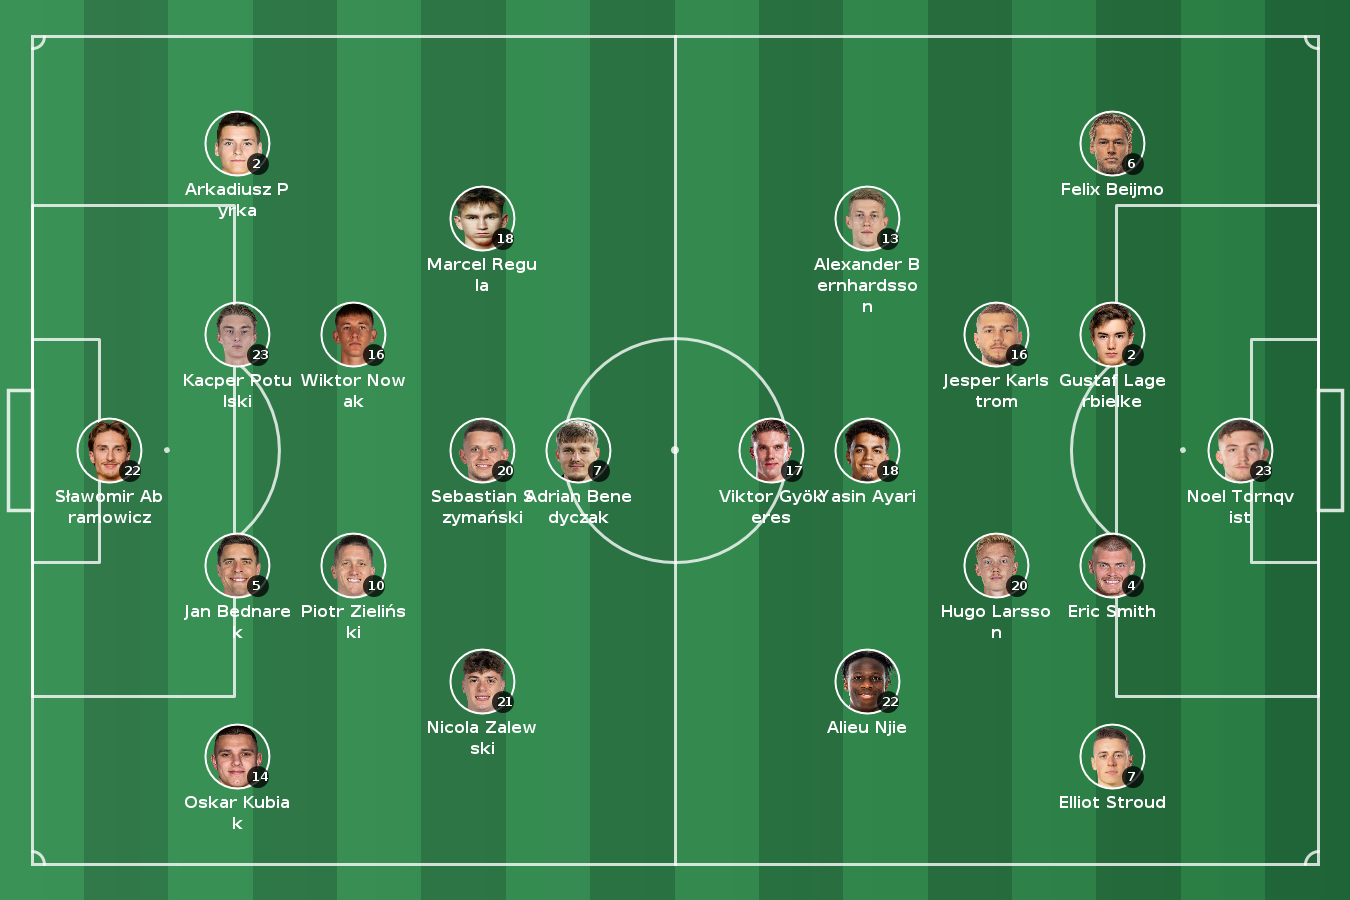 2
Arkadiusz P
yrka
6
Felix Beijmo
18
Marcel Regu
la
13
Alexander B
ernhardsso
n
23
Kacper Potu
lski
16
Wiktor Now
ak
16
Jesper Karls
trom
2
Gustaf Lage
rbielke
22
Sławomir Ab
ramowicz
20
Sebastian S
zymański
7
Adrian Bene
dyczak
17
Viktor Gyök
eres
18
Yasin Ayari
23
Noel Tornqv
ist
5
Jan Bednare
k
10
Piotr Zielińs
ki
20
Hugo Larsso
n
4
Eric Smith
21
Nicola Zalew
ski
22
Alieu Njie
14
Oskar Kubia
k
7
Elliot Stroud